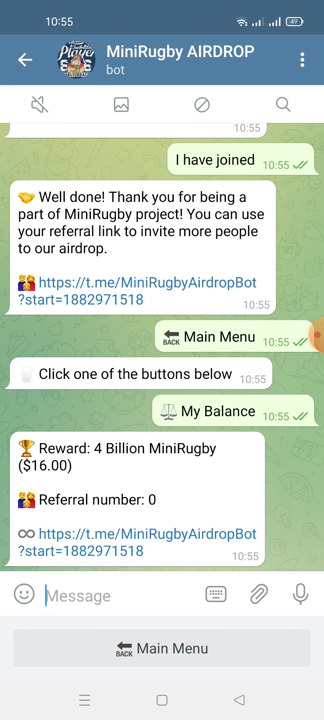 10:55
49
MiniRugby AIRDROP
bot
10:55
I have joined 10:55
🤝 Well done! Thank you for being a
part of MiniRugby project! You can use
your referral link to invite more people
to our airdrop.
👫 https://t.me/MiniRugbyAirdropBot
?start=1882971518
10:55
🔙 Main Menu 10:55
Click one of the buttons below 10:55
⚖️ My Balance 10:55
🏆 Reward: 4 Billion MiniRugby
($16.00)
👫 Referral number: 0
♾ https://t.me/MiniRugbyAirdropBot
?start=1882971518
10:55
Message
🔙 Main Menu